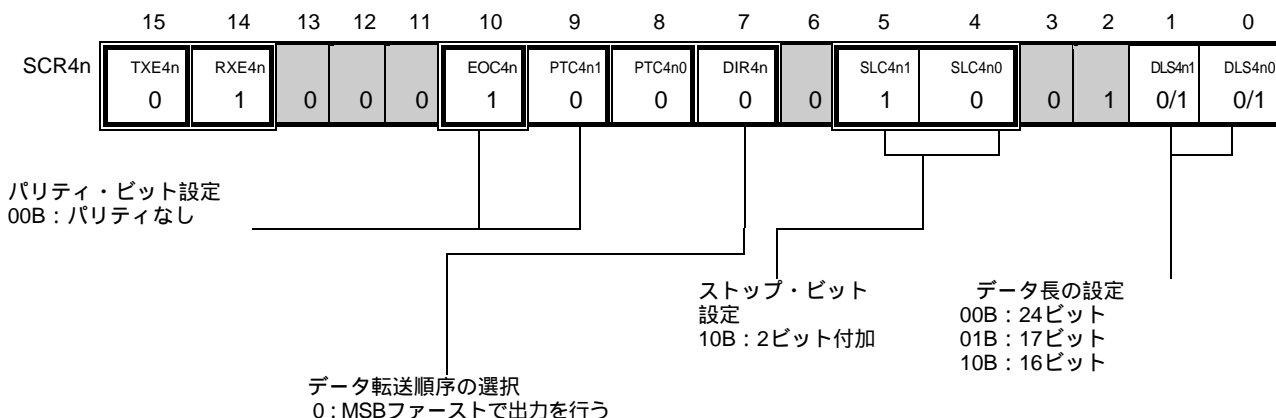 15 14 13 12 11 10 9 8 7 6 5 4 3 2 1 0
SCR4n TXE4n RXE4n EOC4n PTC4n1 PTC4n0 DIR4n SLC4n1 SLC4n0 DLS4n1 DLS4n0
0 1 0 0 0 1 0 0 0 0 1 0 0 1 0/1 0/1
パリティ・ビット設定
00B：パリティなし
ストップ・ビット
設定
10B：2ビット付加
データ長の設定
00B：24ビット
01B：17ビット
10B：16ビット
データ転送順序の選択
0：MSBファーストで出力を行う